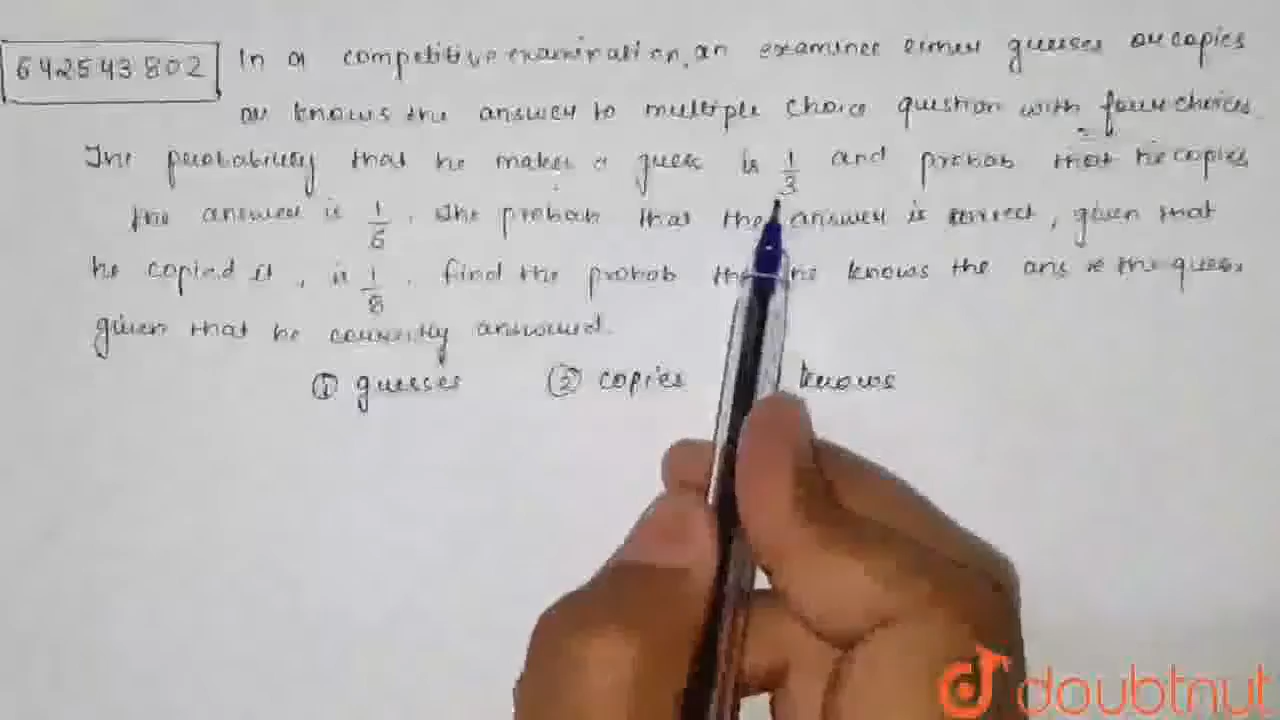 642543802 In a competitive examination, an examinee either guesses or copies
or knows the answer to multiple choice question with four choices.
The probability that he makes a guess is 1/3 and probab that he copies
the answer is 1/6. The probab that the answer is correct, given that
he copied it, is 1/8. find the probab he knows the ans the ques
given that he correctly answered.
① guesses ② copies knows
doubtnut